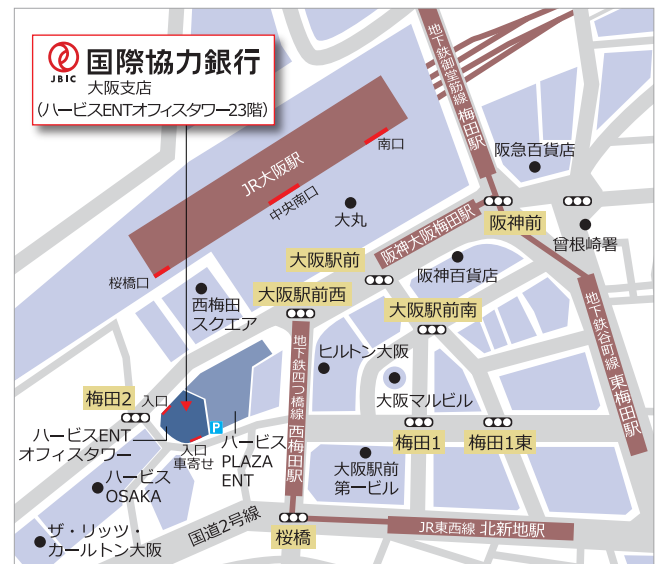 JBIC
国際協力銀行
大阪支店
（ハービスENTオフィスタワー23階）
地下鉄御堂筋線 梅田駅
阪急百貨店
南口
JR大阪駅
中央南口
大丸
阪神大阪梅田駅
阪神前
曾根崎署
桜橋口
大阪駅前
阪神百貨店
西梅田
スクエア
大阪駅前西
大阪駅前南
地下鉄谷町線 東梅田駅
地下鉄四つ橋線 西梅田駅
ヒルトン大阪
大阪マルビル
梅田2
入口
P
ハービスENT
オフィスタワー
入口
車寄せ
ハービス
PLAZA
ENT
梅田1
梅田1東
大阪駅前
第一ビル
ハービス
OSAKA
国道2号線
桜橋
JR東西線 北新地駅
ザ・リッツ・
カールトン大阪